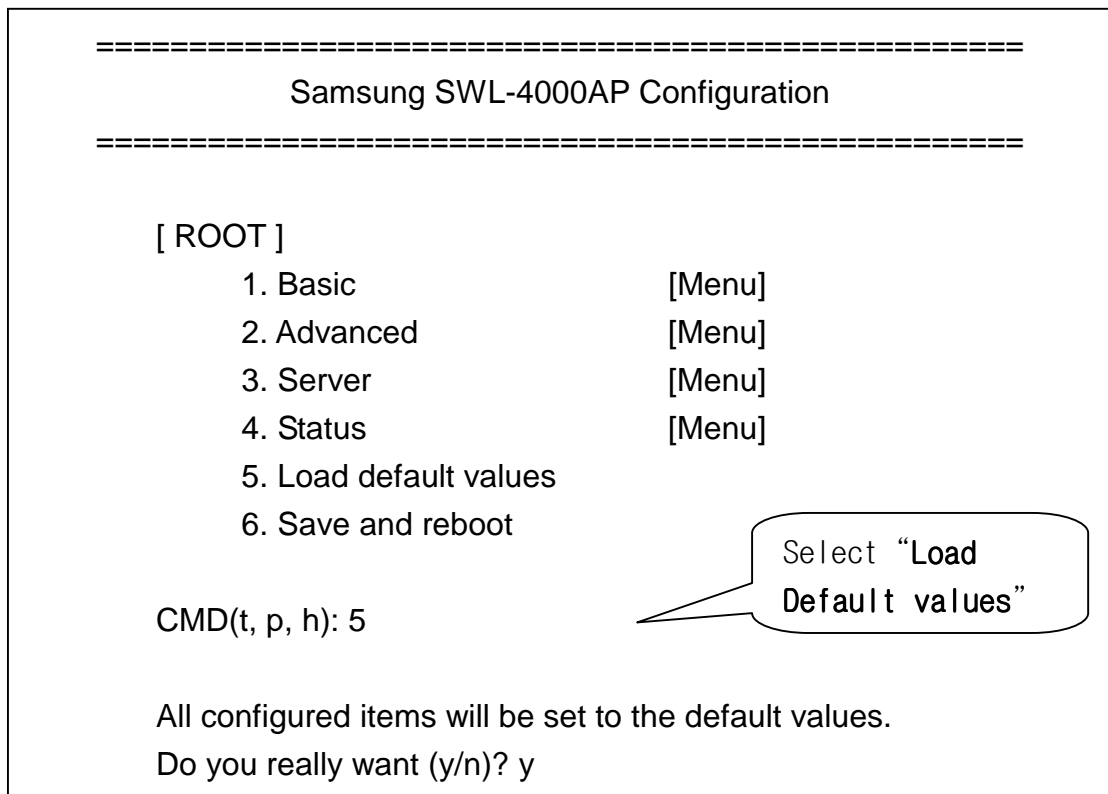 ================================================
Samsung SWL-4000AP Configuration
================================================
[ ROOT ]
1. Basic [Menu]
2. Advanced [Menu]
3. Server [Menu]
4. Status [Menu]
5. Load default values
6. Save and reboot
Select “Load
Default values”
CMD(t, p, h): 5
All configured items will be set to the default values.
Do you really want (y/n)? y